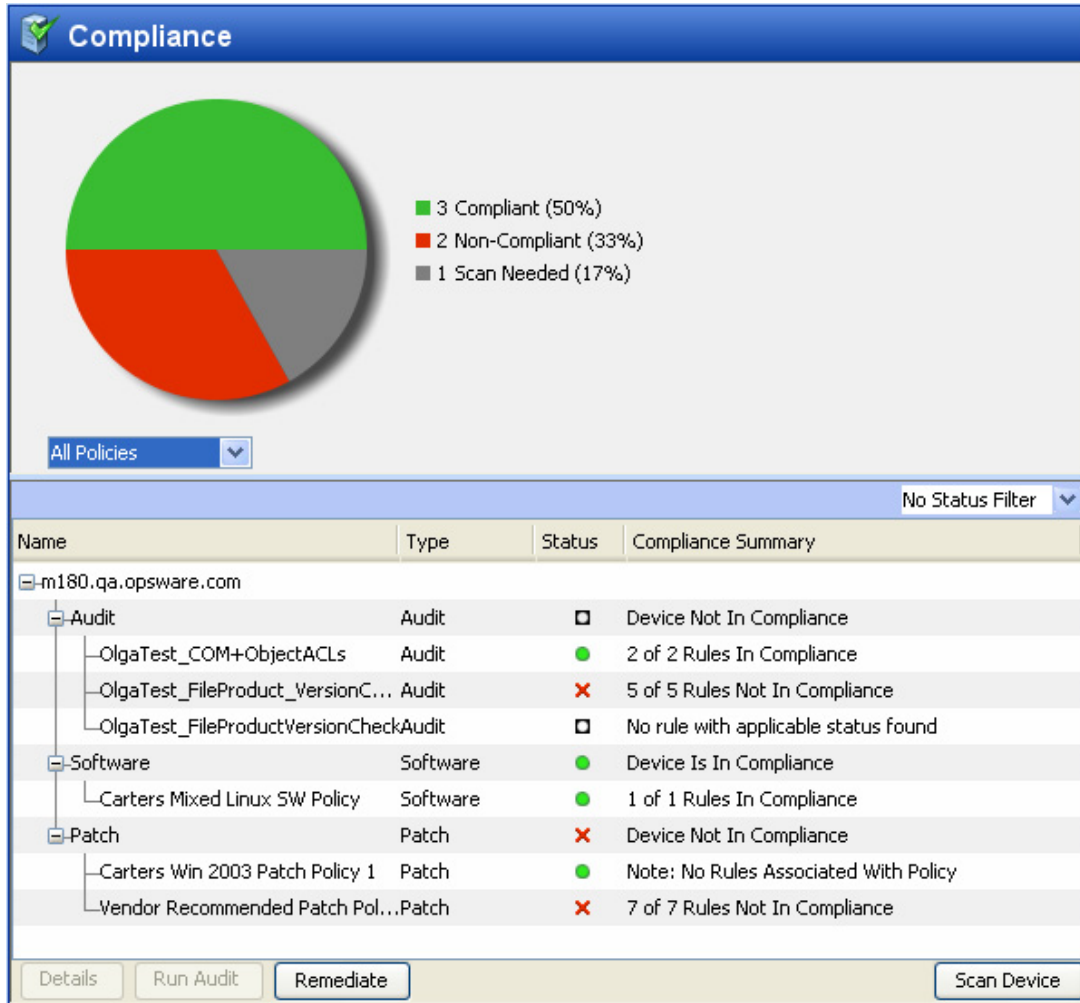 Compliance
3 Compliant (50%)
2 Non-Compliant (33%)
1 Scan Needed (17%)
All Policies
No Status Filter
Name Type Status Compliance Summary
m180.qa.opsware.com
Audit Audit Device Not In Compliance
OlgaTest_COM+ObjectACLs Audit 2 of 2 Rules In Compliance
OlgaTest_FileProduct_VersionC... Audit 5 of 5 Rules Not In Compliance
OlgaTest_FileProductVersionCheck Audit No rule with applicable status found
Software Software Device Is In Compliance
Carters Mixed Linux SW Policy Software 1 of 1 Rules In Compliance
Patch Patch Device Not In Compliance
Carters Win 2003 Patch Policy 1 Patch Note: No Rules Associated With Policy
Vendor Recommended Patch Pol... Patch 7 of 7 Rules Not In Compliance
Details Run Audit Remediate Scan Device